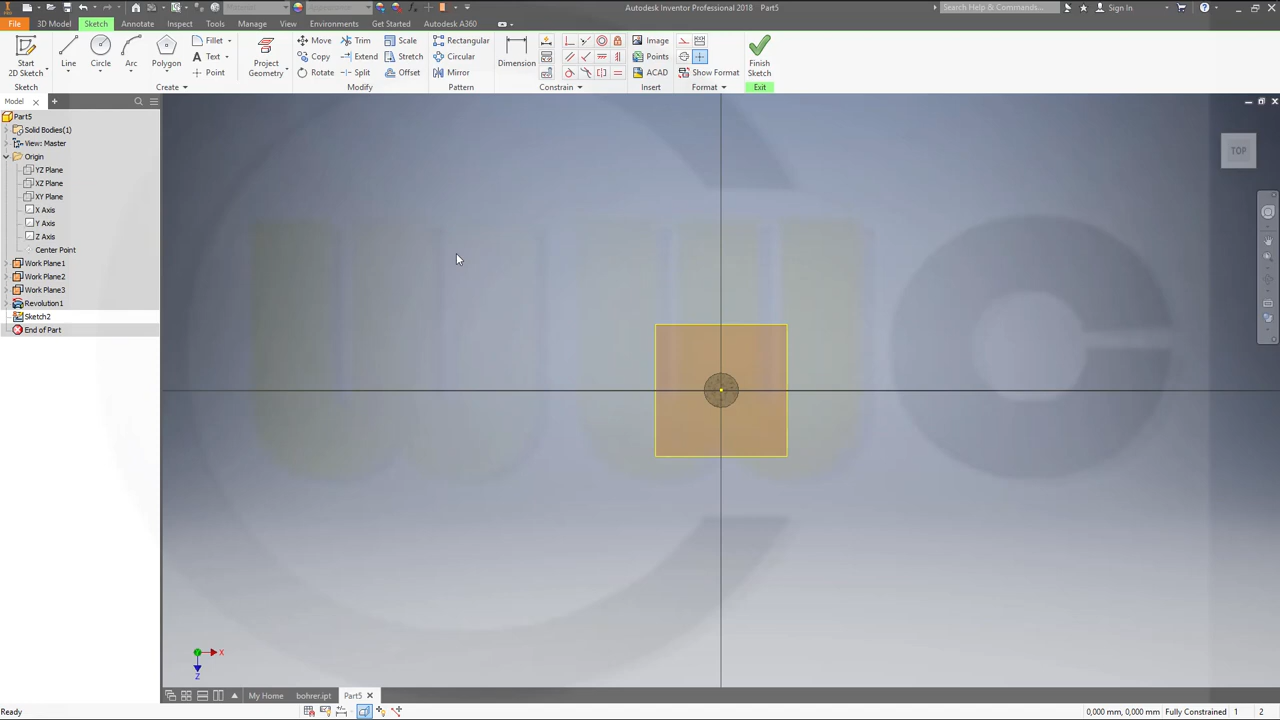 Autodesk Inventor Professional 2018 Part5
Search Help & Commands... Sign In
File 3D Model Sketch Annotate Inspect Tools Manage View Environments Get Started Autodesk A360
Start 2D Sketch Line Circle Arc Polygon Fillet Text Point Project Geometry Move Copy Rotate Trim Extend Split Scale Stretch Offset Rectangular Circular Mirror Dimension Image Points ACAD Show Format Finish Sketch
Sketch Create Modify Pattern Constrain Insert Format Exit
Model
Part5
Solid Bodies(1)
View: Master
Origin
YZ Plane
XZ Plane
XY Plane
X Axis
Y Axis
Z Axis
Center Point
Work Plane1
Work Plane2
Work Plane3
Revolution1
Sketch2
End of Part
TOP
X
Z
My Home bohrer.ipt Part5
Ready 0,000 mm, 0,000 mm Fully Constrained 1 2